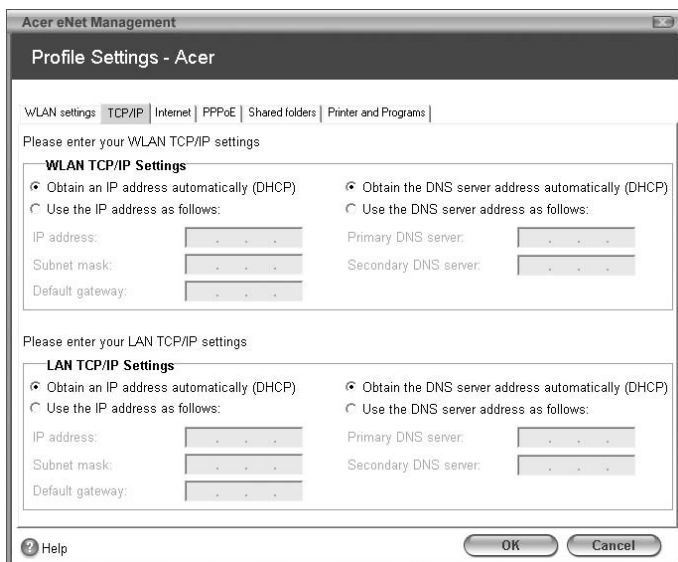 Acer eNet Management
Profile Settings - Acer
WLAN settings TCP/IP Internet PPPoE Shared folders Printer and Programs
Please enter your WLAN TCP/IP settings
WLAN TCP/IP Settings
Obtain an IP address automatically (DHCP) Obtain the DNS server address automatically (DHCP)
Use the IP address as follows: Use the DNS server address as follows:
IP address: Primary DNS server:
Subnet mask: Secondary DNS server:
Default gateway:
Please enter your LAN TCP/IP settings
LAN TCP/IP Settings
Obtain an IP address automatically (DHCP) Obtain the DNS server address automatically (DHCP)
Use the IP address as follows: Use the DNS server address as follows:
IP address: Primary DNS server:
Subnet mask: Secondary DNS server:
Default gateway:
? Help OK Cancel